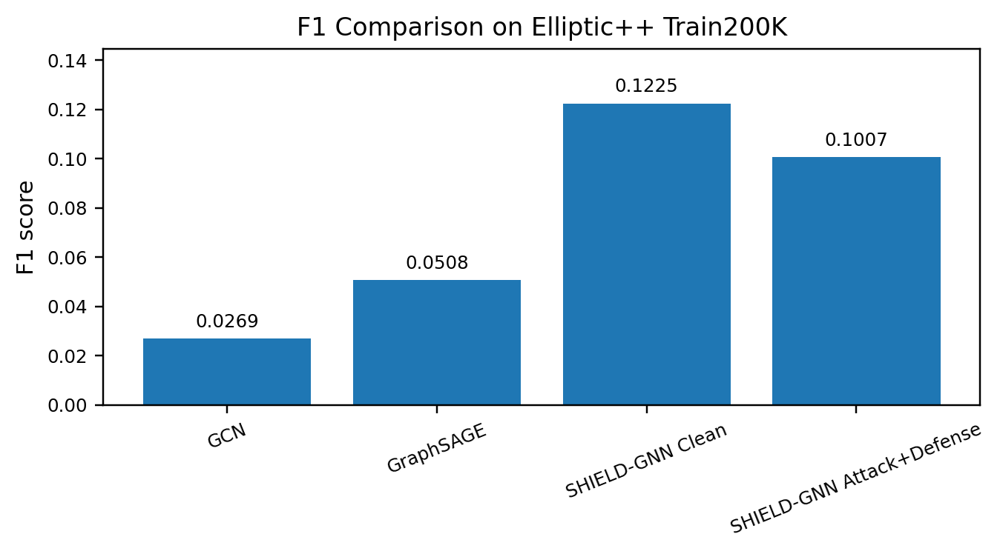 F1 Comparison on Elliptic++ Train200K
F1 score
0.14
0.12
0.10
0.08
0.06
0.04
0.02
0.00
0.0269
0.0508
0.1225
0.1007
GCN
GraphSAGE
SHIELD-GNN Clean
SHIELD-GNN Attack+Defense